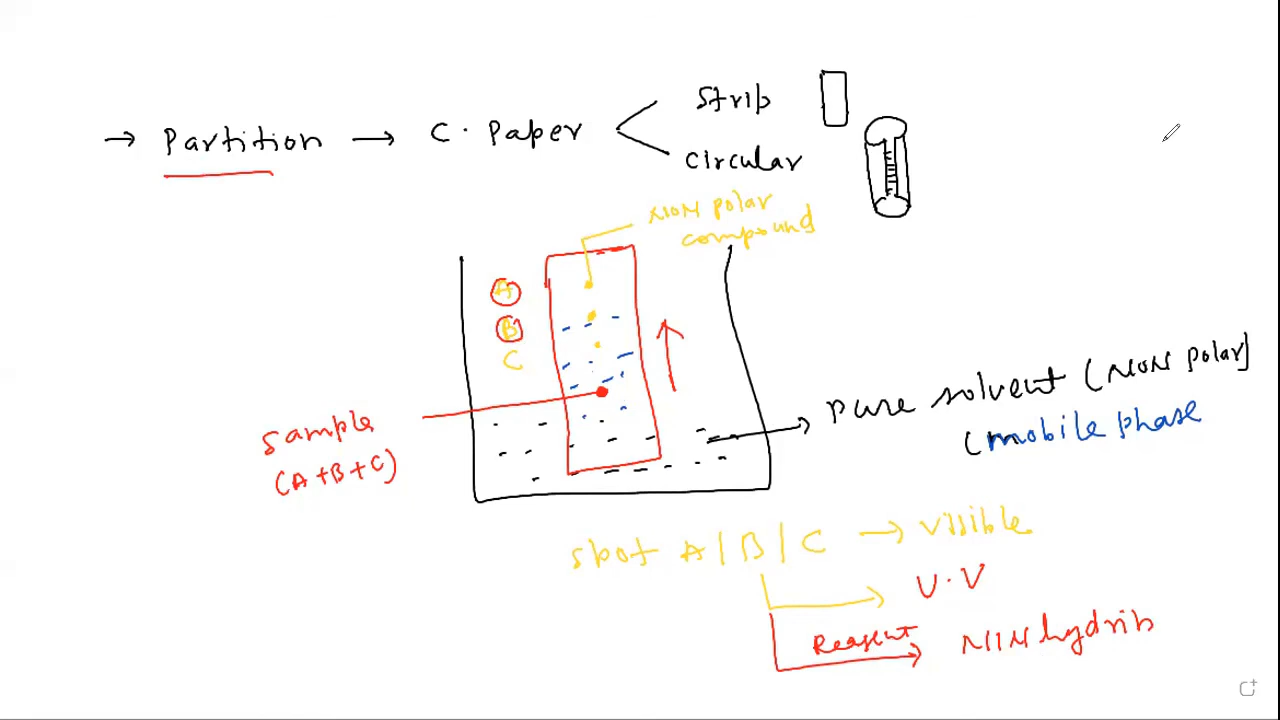 → Partition → C. Paper
Strip
Circular
NON polar
compound
A
B
C
Sample
(A+B+C)
Pure solvent (NON polar)
(mobile phase
spot A/B/C → visible
U.V
Reagent
NINhydrin